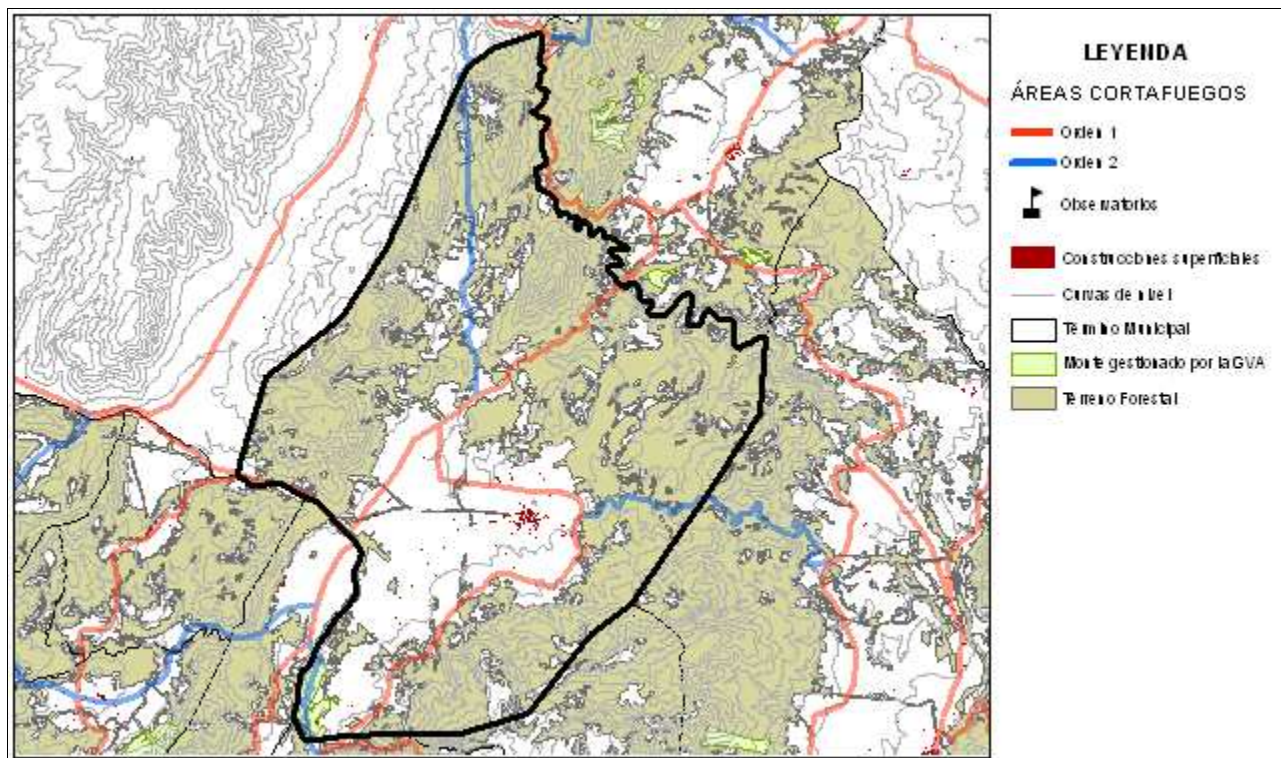 LEYENDA
ÁREAS CORTAFUEGOS
Orden 1
Orden 2
Observatorios
Construcciones superficiales
Curvas de nivel
Término Municipal
Monte gestionado por la GVA
Terreno Forestal